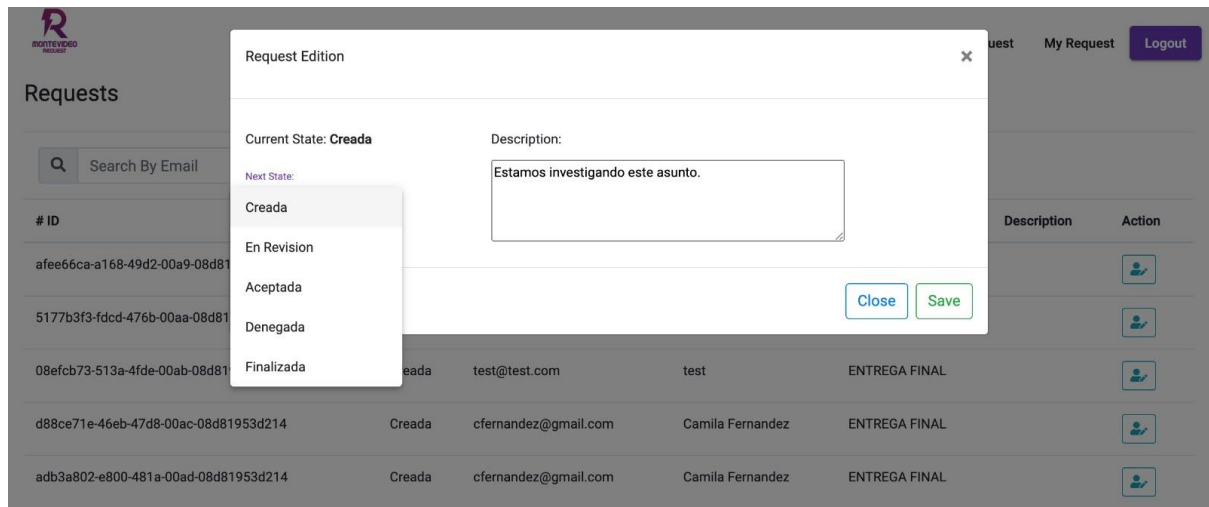 MONTEVIDEO
REQUEST
uest My Request Logout
Requests
Request Edition ×
Current State: Creada Description:
Search By Email
Next State:
Estamos investigando este asunto.
Creada
En Revision
Aceptada
Denegada
Finalizada
Close Save
# ID Description Action
afee66ca-a168-49d2-00a9-08d81
5177b3f3-fdcd-476b-00aa-08d81
08efcb73-513a-4fde-00ab-08d81 eada test@test.com test ENTREGA FINAL
d88ce71e-46eb-47d8-00ac-08d81953d214 Creada cfernandez@gmail.com Camila Fernandez ENTREGA FINAL
adb3a802-e800-481a-00ad-08d81953d214 Creada cfernandez@gmail.com Camila Fernandez ENTREGA FINAL